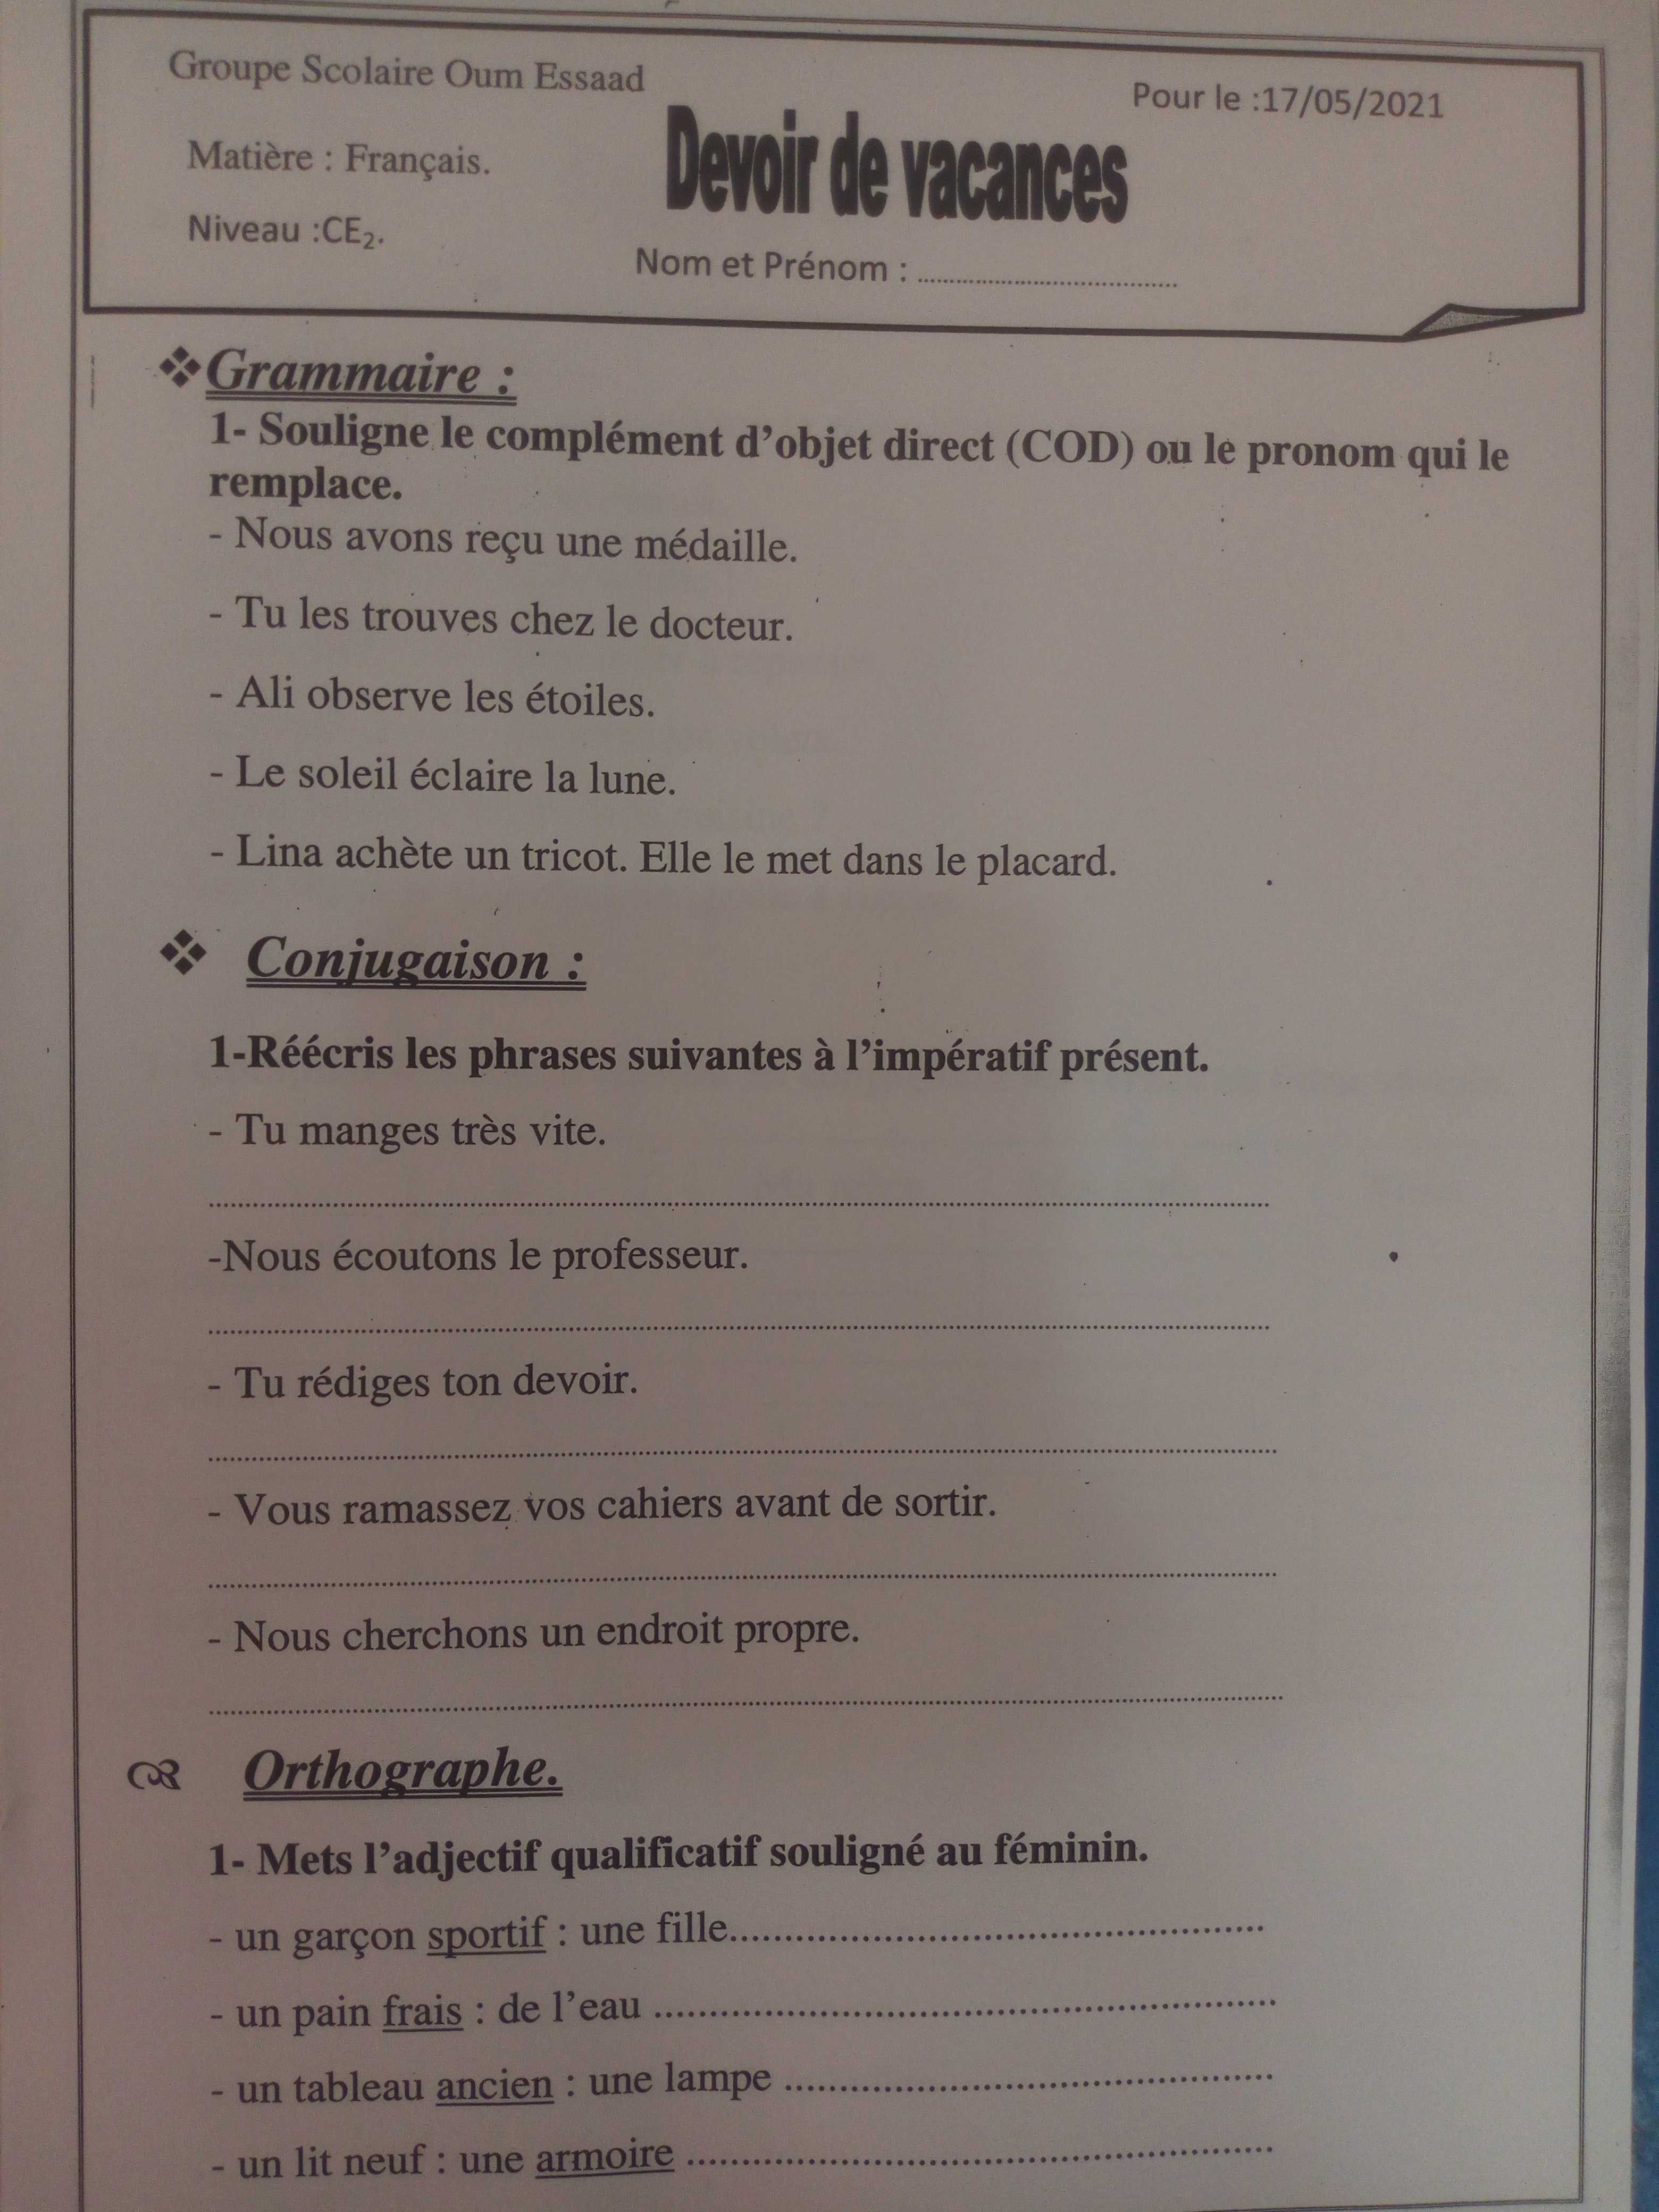 Groupe Scolaire Oum Essaad
Pour le :17/05/2021
Matière : Français.
Devoir de vacances
Niveau :CE₂.
Nom et Prénom : ........................................
❖Grammaire :
1- Souligne le complément d’objet direct (COD) ou le pronom qui le
remplace.
- Nous avons reçu une médaille.
- Tu les trouves chez le docteur.
- Ali observe les étoiles.
- Le soleil éclaire la lune.
- Lina achète un tricot. Elle le met dans le placard.
❖ Conjugaison :
1-Réécris les phrases suivantes à l’impératif présent.
- Tu manges très vite.
........................................
-Nous écoutons le professeur.
........................................
- Tu rédiges ton devoir.
........................................
- Vous ramassez vos cahiers avant de sortir.
........................................
- Nous cherchons un endroit propre.
........................................
Orthographe.
1- Mets l’adjectif qualificatif souligné au féminin.
- un garçon sportif : une fille........................................
- un pain frais : de l’eau ........................................
- un tableau ancien : une lampe ........................................
- un lit neuf : une armoire ........................................